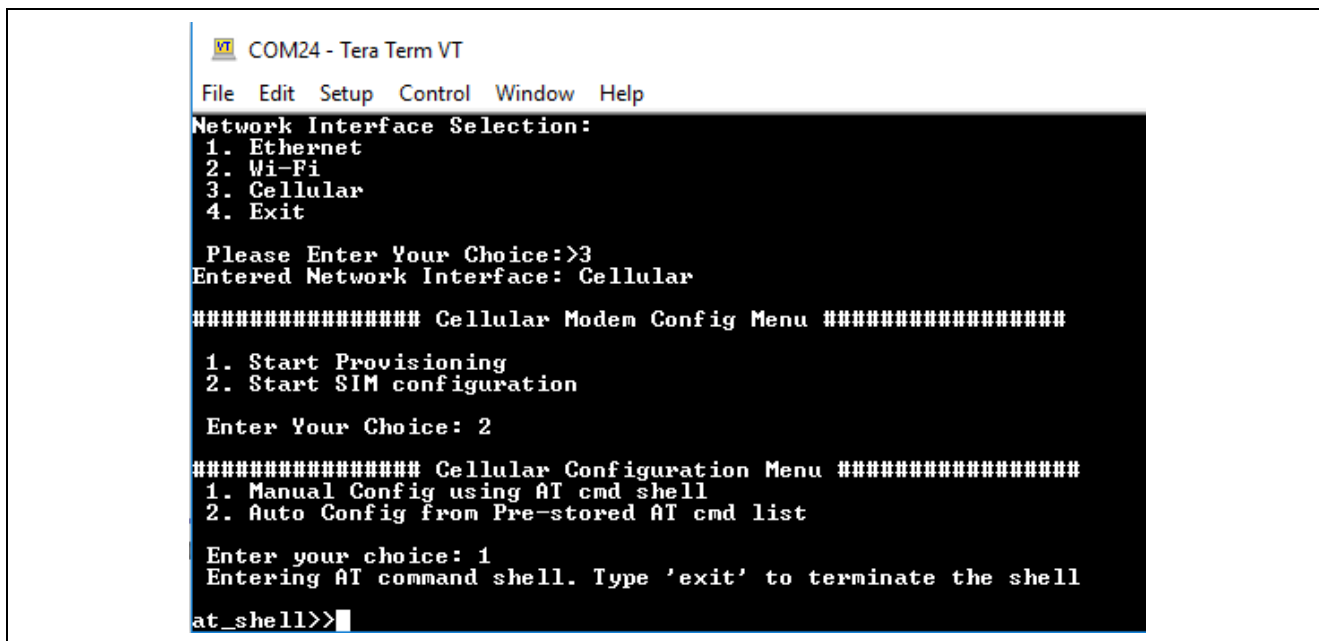 COM24 - Tera Term VT
File Edit Setup Control Window Help
Network Interface Selection:
1. Ethernet
2. Wi-Fi
3. Cellular
4. Exit
Please Enter Your Choice:>3
Entered Network Interface: Cellular
################ Cellular Modem Config Menu #################
1. Start Provisioning
2. Start SIM configuration
Enter Your Choice: 2
################ Cellular Configuration Menu #################
1. Manual Config using AT cmd shell
2. Auto Config from Pre-stored AT cmd list
Enter your choice: 1
Entering AT command shell. Type 'exit' to terminate the shell
at_shell>>